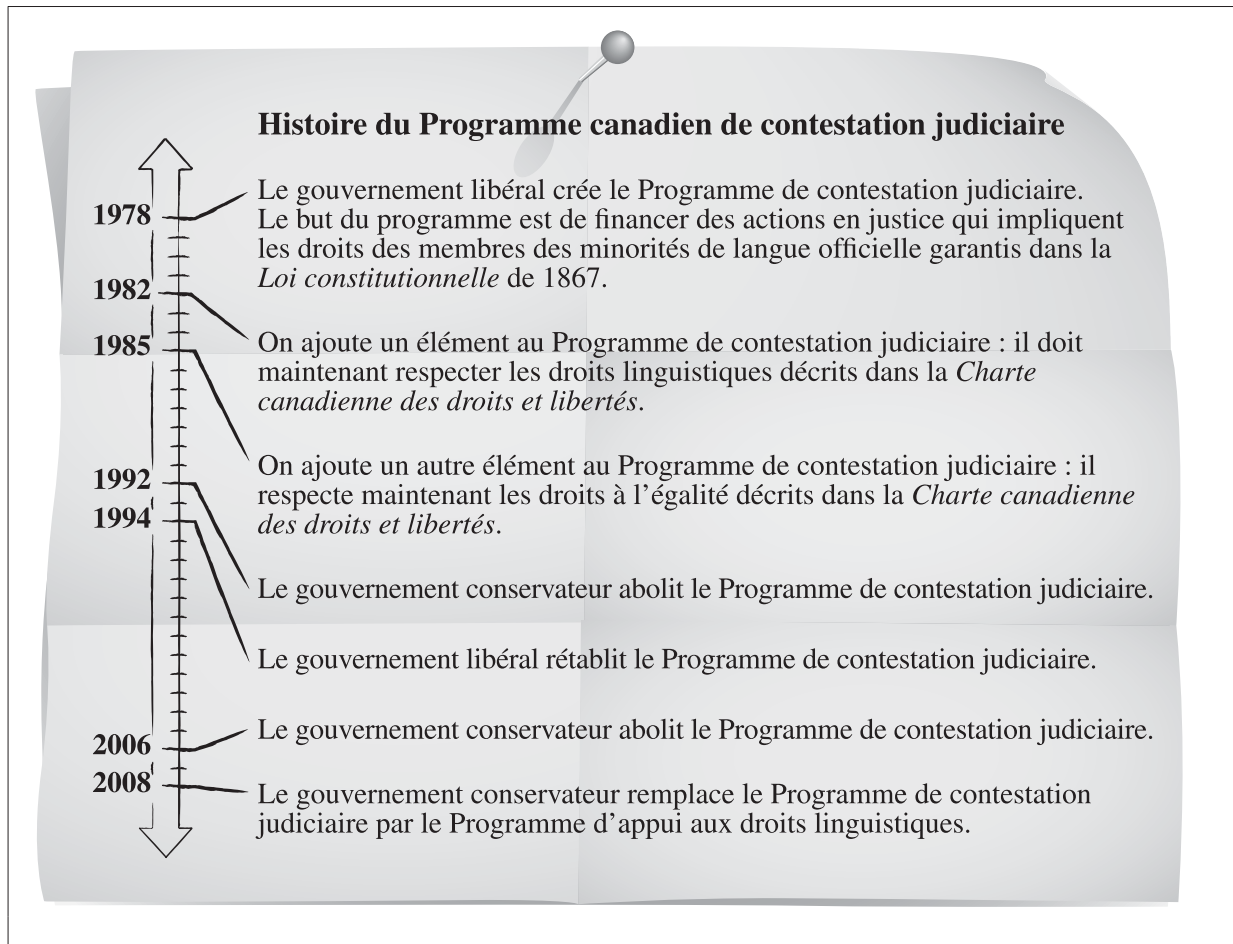 Histoire du Programme canadien de contestation judiciaire
1978
Le gouvernement libéral crée le Programme de contestation judiciaire.
Le but du programme est de financer des actions en justice qui impliquent
les droits des membres des minorités de langue officielle garantis dans la
Loi constitutionnelle de 1867.
1982
On ajoute un élément au Programme de contestation judiciaire : il doit
maintenant respecter les droits linguistiques décrits dans la Charte
canadienne des droits et libertés.
1985
On ajoute un autre élément au Programme de contestation judiciaire : il
respecte maintenant les droits à l’égalité décrits dans la Charte canadienne
des droits et libertés.
1992
Le gouvernement conservateur abolit le Programme de contestation judiciaire.
1994
Le gouvernement libéral rétablit le Programme de contestation judiciaire.
2006
Le gouvernement conservateur abolit le Programme de contestation judiciaire.
2008
Le gouvernement conservateur remplace le Programme de contestation
judiciaire par le Programme d’appui aux droits linguistiques.